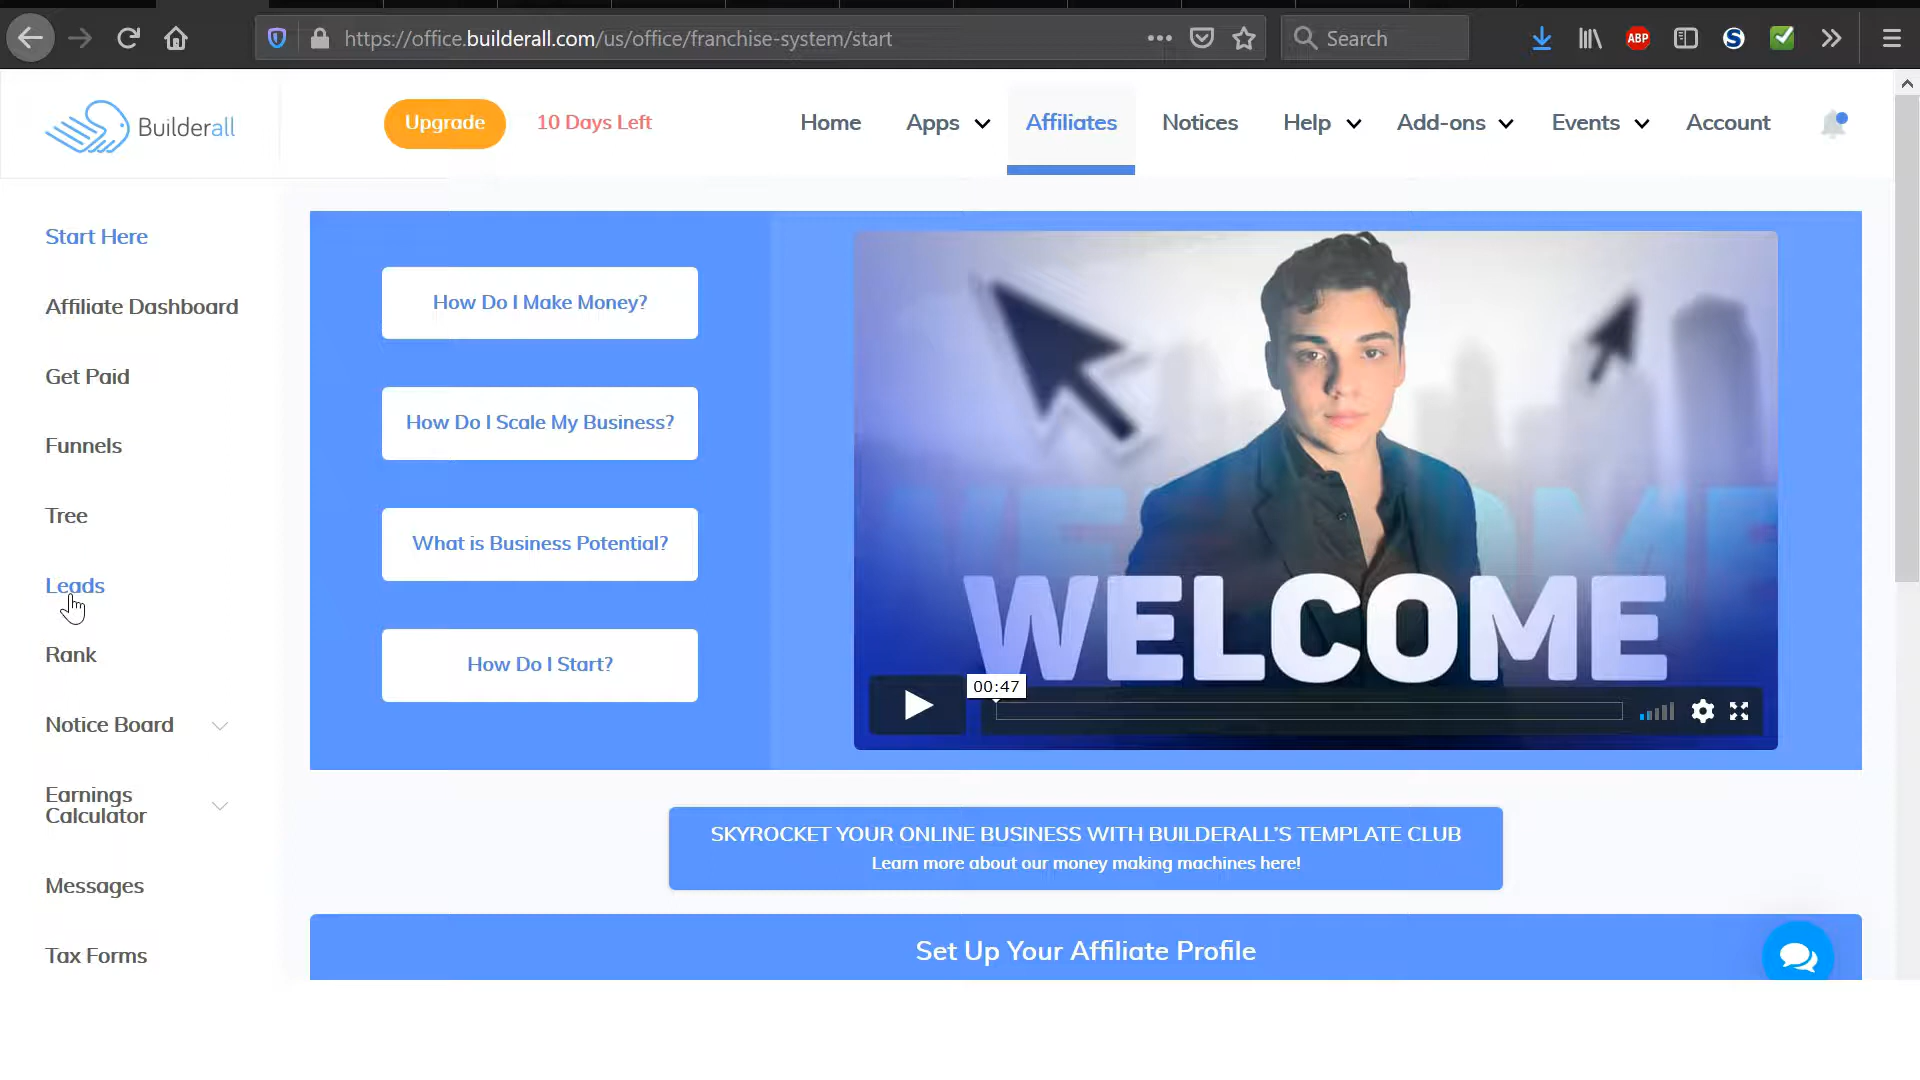 https://office.builderall.com/us/office/franchise-system/start
Search
ABP
S
Builderall
Upgrade
10 Days Left
Home
Apps
Affiliates
Notices
Help
Add-ons
Events
Account
Start Here
Affiliate Dashboard
Get Paid
Funnels
Tree
Leads
Rank
Notice Board
Earnings
Calculator
Messages
Tax Forms
How Do I Make Money?
How Do I Scale My Business?
What is Business Potential?
How Do I Start?
WELCOME
WELCOME
00:47
SKYROCKET YOUR ONLINE BUSINESS WITH BUILDERALL'S TEMPLATE CLUB
Learn more about our money making machines here!
Set Up Your Affiliate Profile